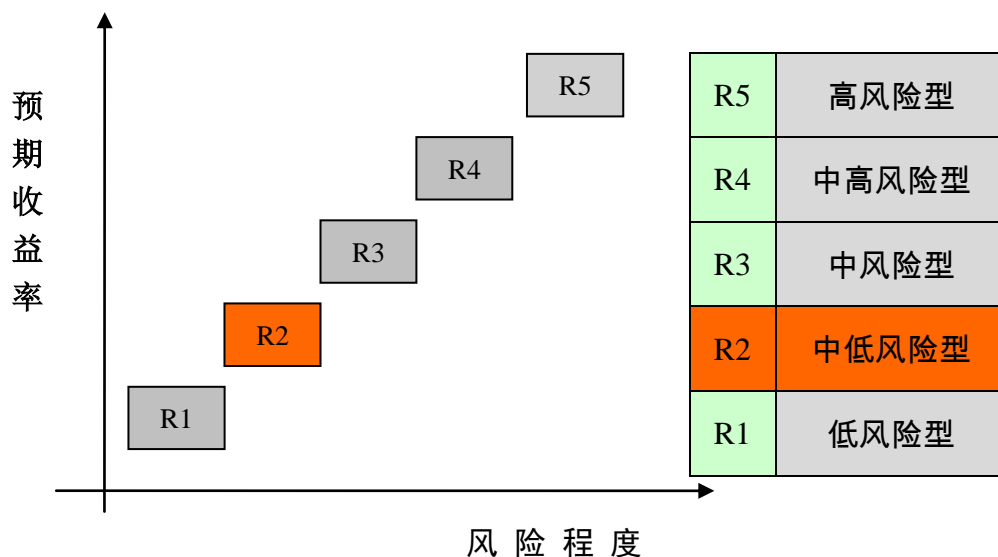 预期收益率
R5
R4
R3
R2
R1
风险程度
R5 高风险型
R4 中高风险型
R3 中风险型
R2 中低风险型
R1 低风险型